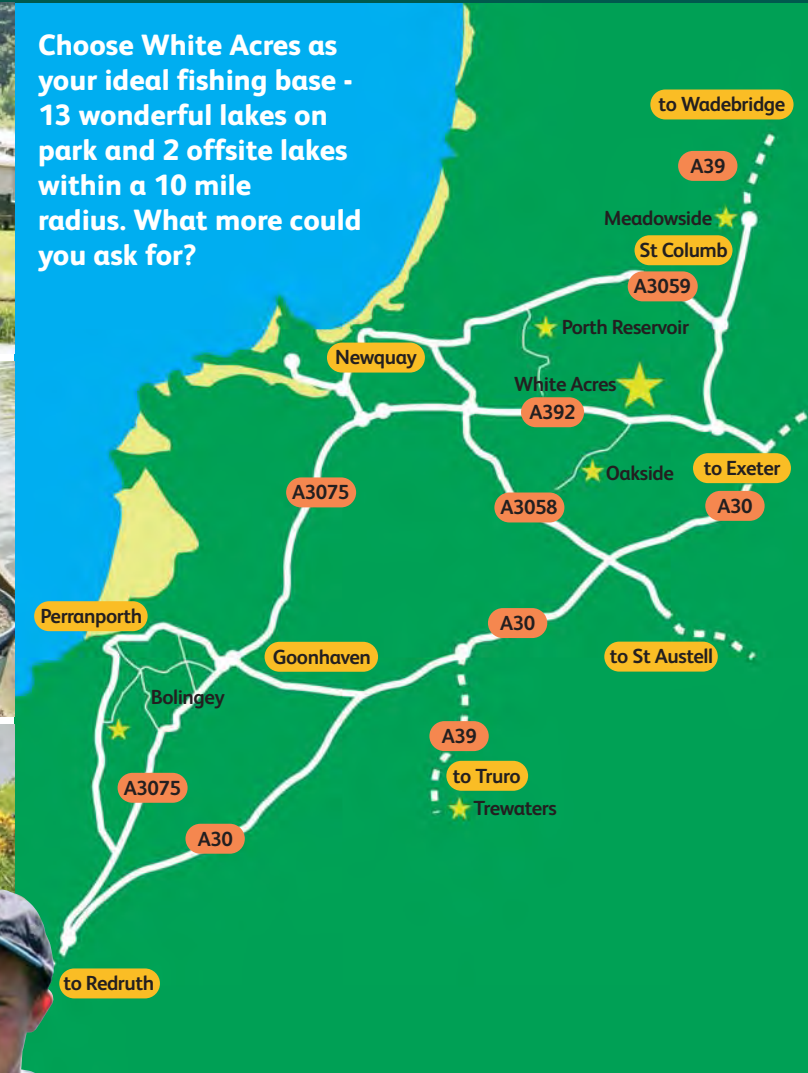 Choose White Acres as
your ideal fishing base -
13 wonderful lakes on
park and 2 offsite lakes
within a 10 mile
radius. What more could
you ask for?
to Wadebridge
A39
Meadowside
St Columb
A3059
Porth Reservoir
Newquay
White Acres
A392
Oakside
to Exeter
A3075
A3058
A30
Perranporth
A30
Goonhaven
to St Austell
Bolingey
A39
to Truro
A3075
Trewaters
A30
to Redruth